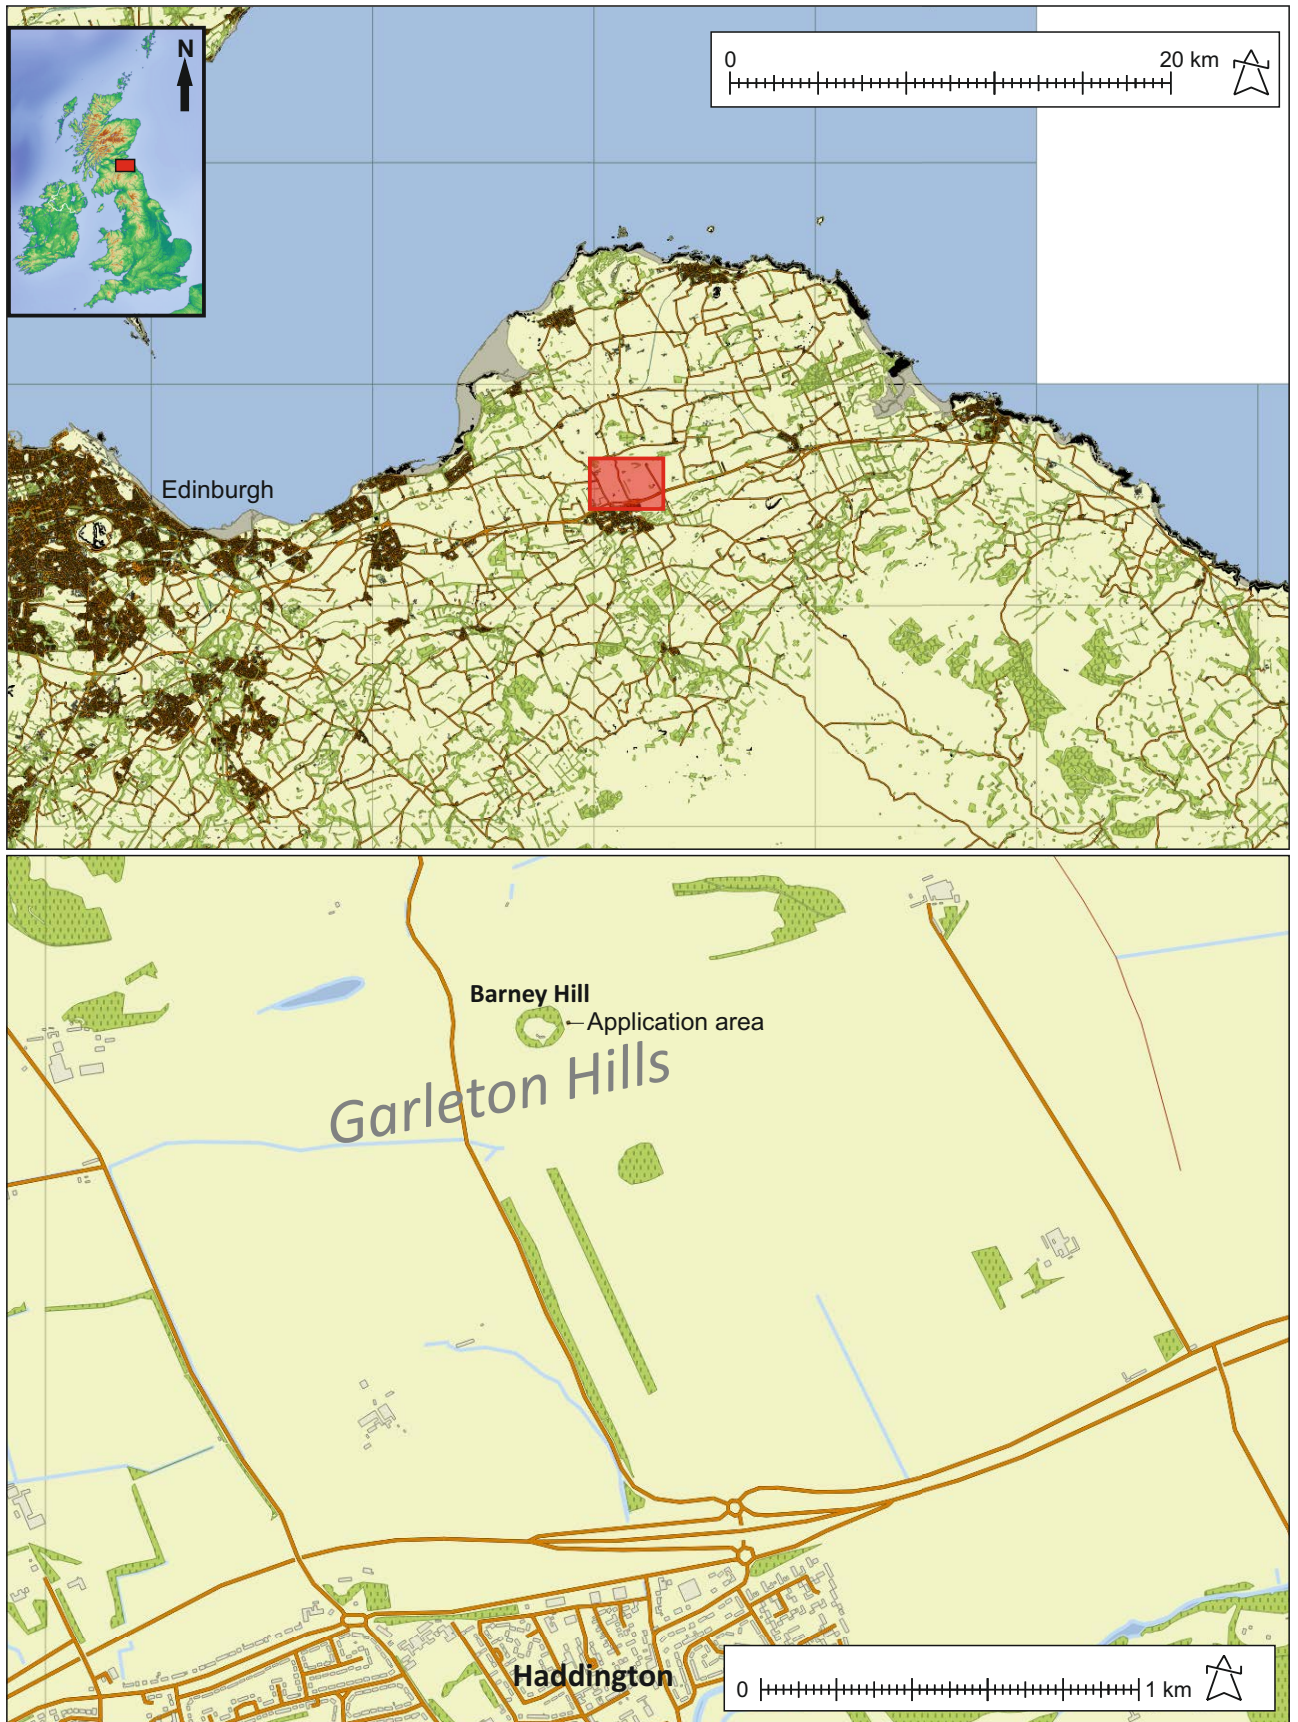 N
0 20 km
Edinburgh
Barney Hill
Application area
Garleton Hills
Haddington
0 1 km